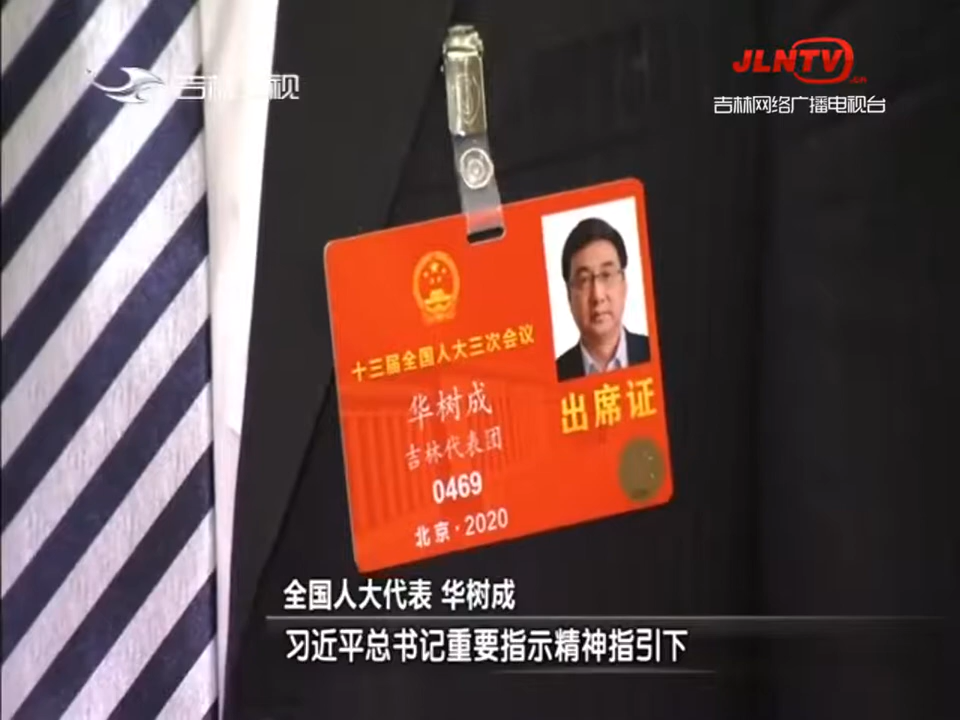 吉林卫视
JLNTV.CN
吉林网络广播电视台
十三届全国人大三次会议
华树成
吉林代表团
0469
北京·2020
出席证
全国人大代表 华树成
习近平总书记重要指示精神指引下